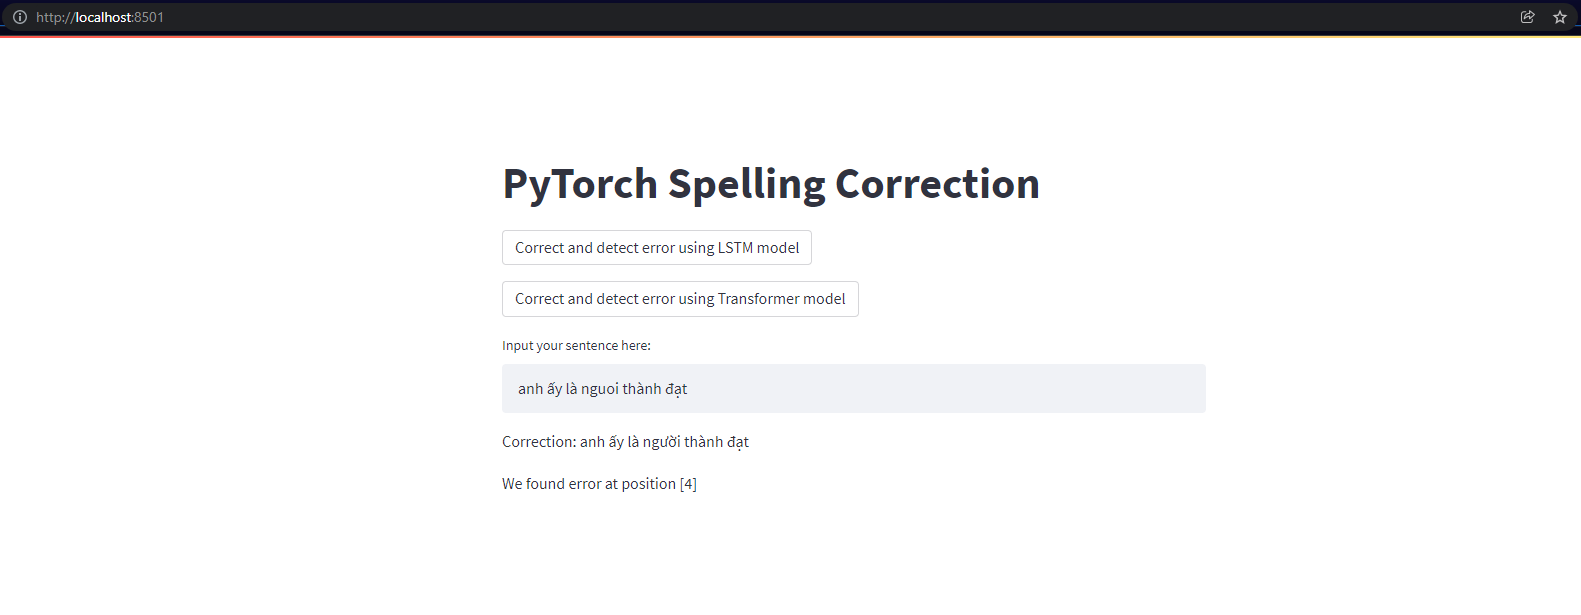 http://localhost:8501
PyTorch Spelling Correction
Correct and detect error using LSTM model
Correct and detect error using Transformer model
Input your sentence here:
anh ấy là nguoi thành đạt
Correction: anh ấy là người thành đạt
We found error at position [4]